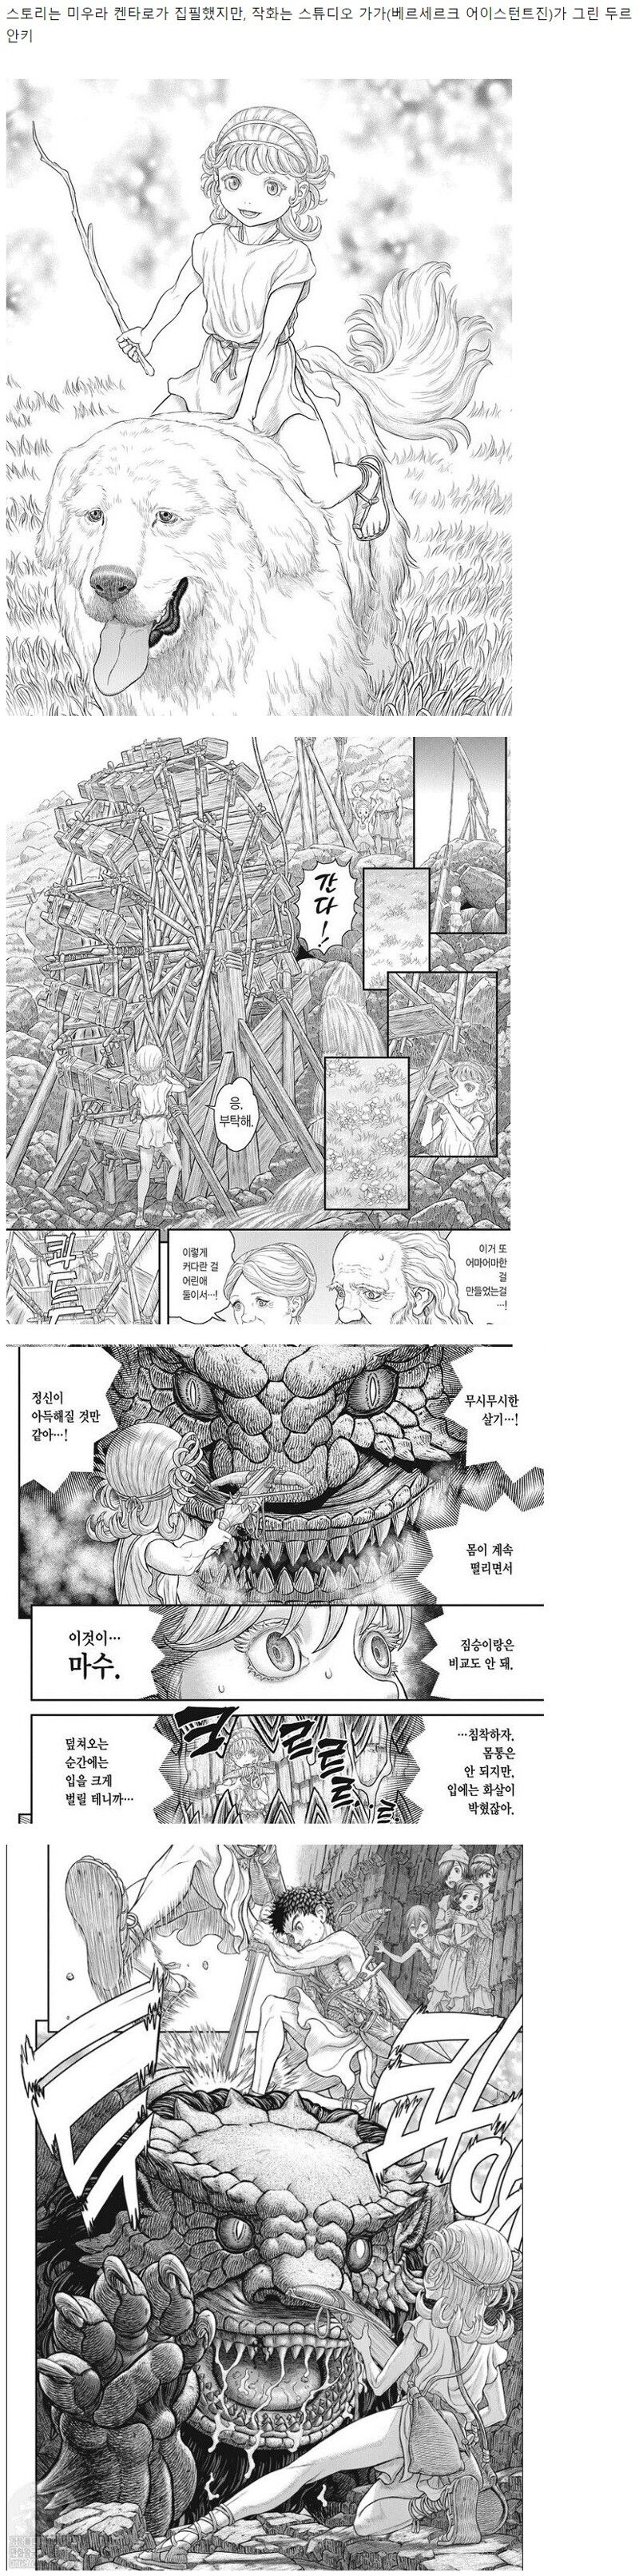 스토리는 미우라 켄타로가 집필했지만, 작화는 스튜디오 가가(베르세르크 어이스턴트진)가 그린 두르
안키
간
다!
응,
부탁해.
이거 또
어마어마한
걸
만들었는걸
…!
이렇게
커다란 걸
어린애
둘이서…!
무시무시한
살기…!
정신이
아득해질 것만
같아…!
몸이 계속
떨리면서
짐승이랑은
비교도 안 돼.
이것이…
마수.
…침착하자.
몸통은
안 되지만,
입에는 화살이
박혔잖아.
크르르르..
덮쳐오는
순간에는
입을 크게
벌릴 테니까…